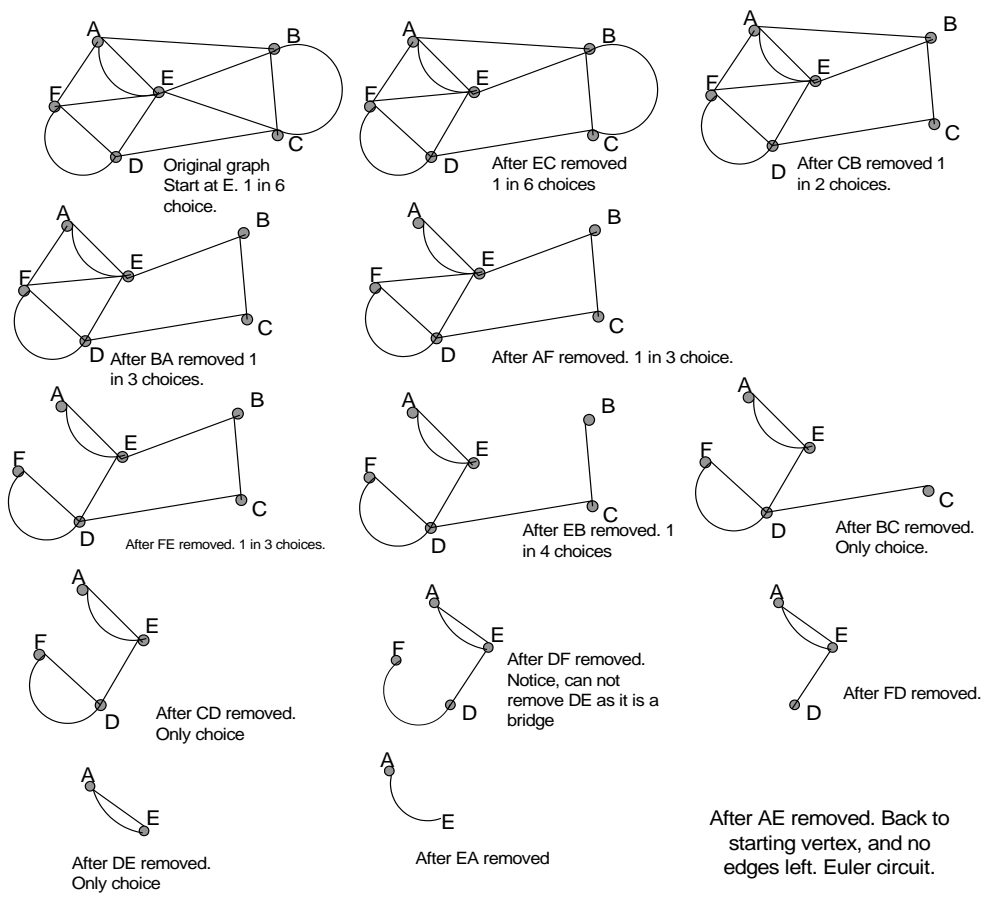 A
B
E
F
D
C
Original graph
Start at E. 1 in 6
choice.
A
B
E
F
D
C
After EC removed
1 in 6 choices
A
B
E
F
D
C
After CB removed 1
in 2 choices.
A
B
E
F
D
C
After BA removed 1
in 3 choices.
A
B
E
F
D
C
After AF removed. 1 in 3 choice.
A
B
E
F
D
C
After FE removed. 1 in 3 choices.
A
B
E
F
D
C
After EB removed. 1
in 4 choices
A
E
F
D
C
After BC removed.
Only choice.
A
E
F
D
After CD removed.
Only choice
A
E
F
D
After DF removed.
Notice, can not
remove DE as it is a
bridge
A
E
D
After FD removed.
A
E
After DE removed.
Only choice
A
E
After EA removed
After AE removed. Back to
starting vertex, and no
edges left. Euler circuit.